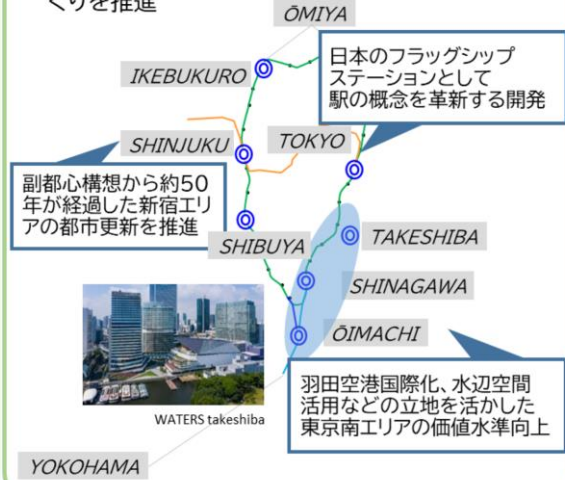 くりを推進
ŌMIYA
IKEBUKURO
日本のフラッグシップ
ステーションとして
駅の概念を革新する開発
SHINJUKU
TOKYO
副都心構想から約50
年が経過した新宿エリ
アの都市更新を推進
SHIBUYA
TAKESHIBA
SHINAGAWA
ŌIMACHI
WATERS takeshiba
羽田空港国際化、水辺空間
活用などの立地を活かした
東京南エリアの価値水準向上
YOKOHAMA